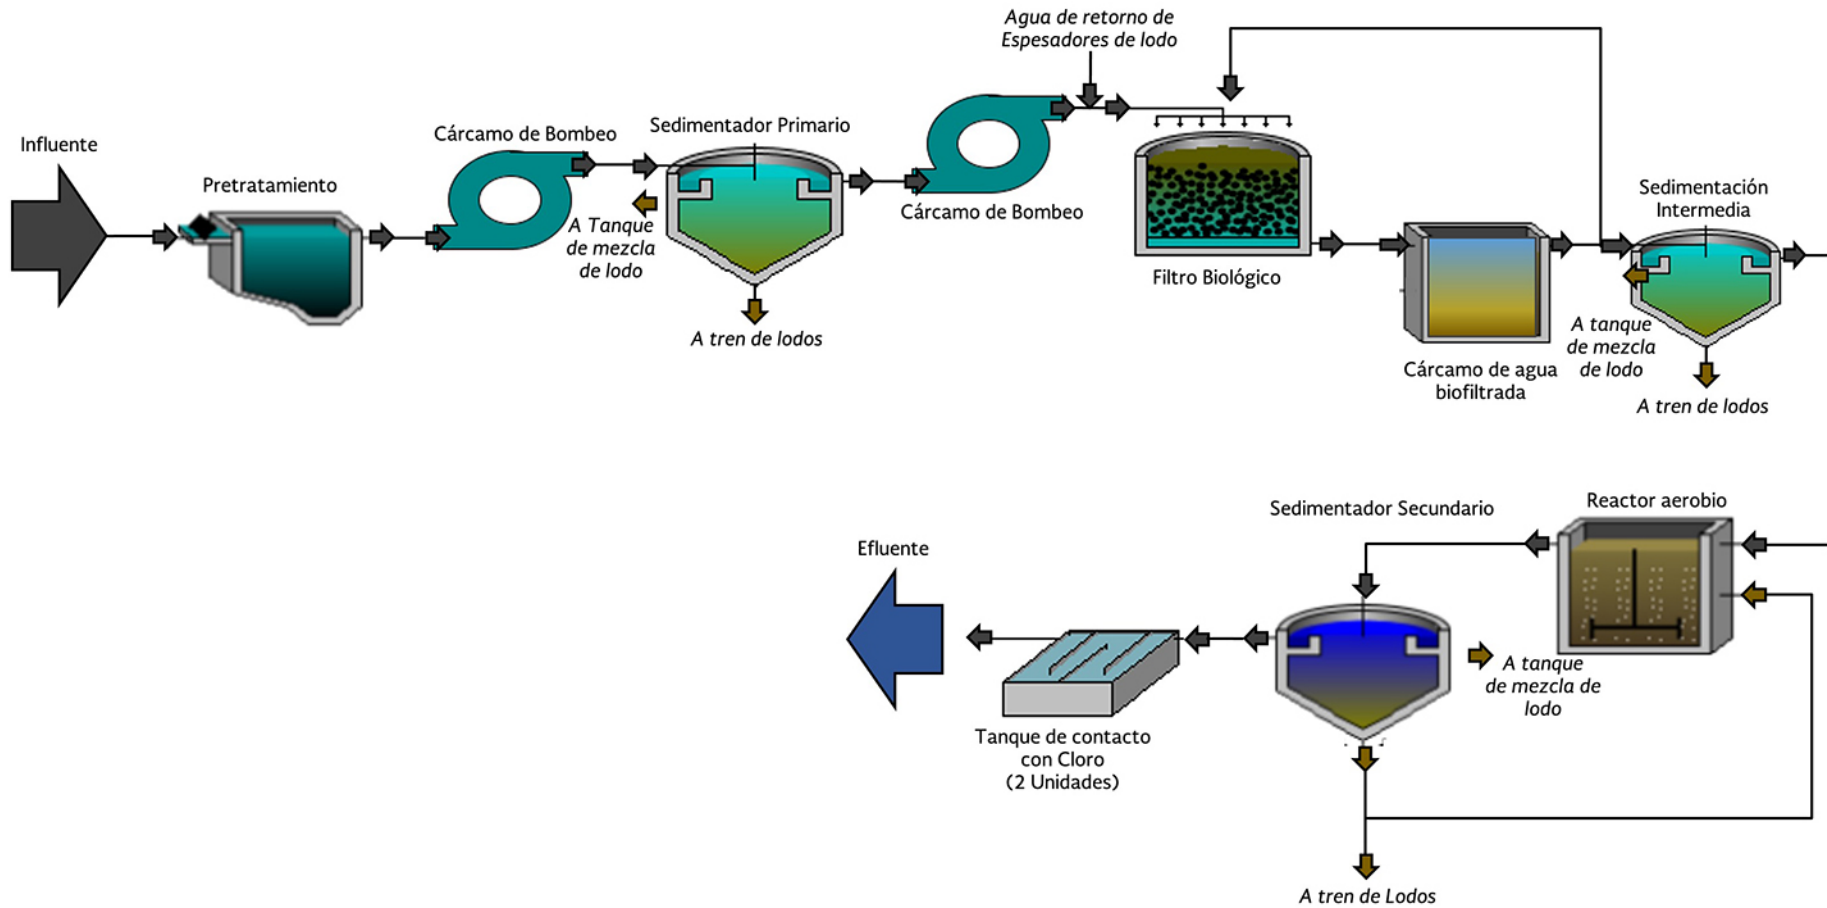 Agua de retorno de
Espesadores de lodo
Influente
Pretratamiento
Cárcamo de Bombeo
Sedimentador Primario
A Tanque
de mezcla
de lodo
A tren de lodos
Cárcamo de Bombeo
Filtro Biológico
Cárcamo de agua
biofiltrada
Sedimentación
Intermedia
A tanque
de mezcla
de lodo
A tren de lodos
Reactor aerobio
Sedimentador Secundario
A tanque
de mezcla de
lodo
A tren de Lodos
Tanque de contacto
con Cloro
(2 Unidades)
Efluente